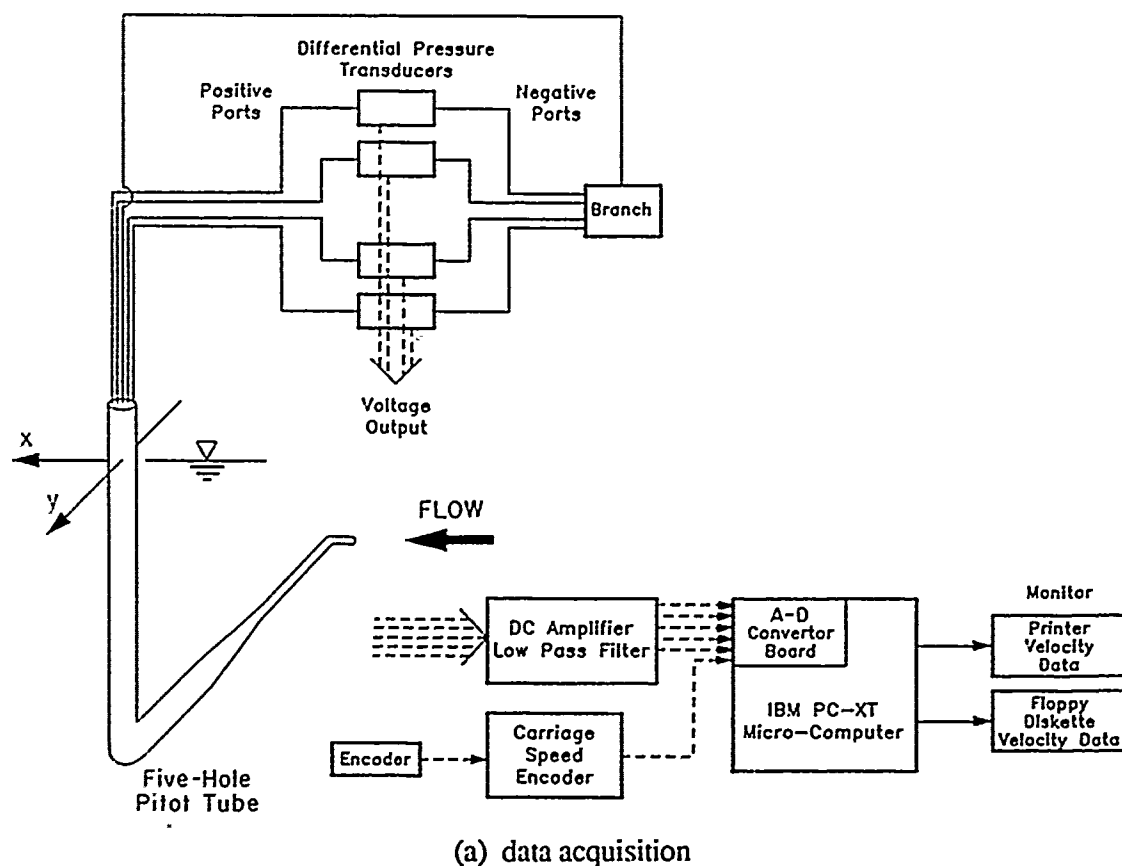 Differential Pressure
Transducers
Positive
Ports
Negative
Ports
Branch
Voltage
Output
x
y
FLOW
Five-Hole
Pitot Tube
DC Amplifier
Low Pass Filter
A-D
Convertor
Board
IBM PC-XT
Micro-Computer
Monitor
Printer
Velocity
Data
Floppy
Diskette
Velocity Data
Encoder
Carriage
Speed
Encoder
(a) data acquisition